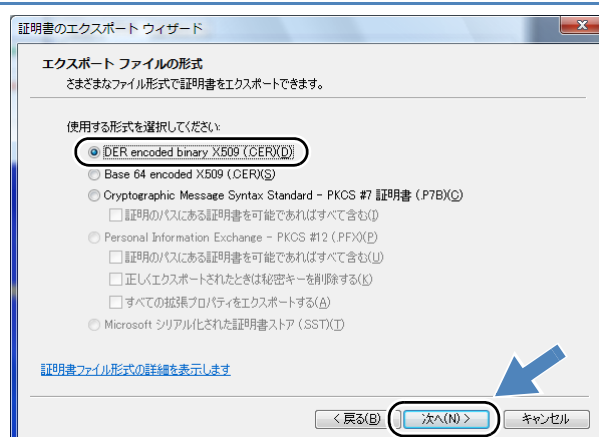 証明書のエクスポート ウィザード
エクスポート ファイルの形式
さまざまなファイル形式で証明書をエクスポートできます。
使用する形式を選択してください:
DER encoded binary X.509 (.CER)(D)
Base 64 encoded X.509 (.CER)(S)
Cryptographic Message Syntax Standard - PKCS #7 証明書 (.P7B)(C)
証明のパスにある証明書を可能であればすべて含む(I)
Personal Information Exchange - PKCS #12 (.PFX)(P)
証明のパスにある証明書を可能であればすべて含む(U)
正しくエクスポートされたときは秘密キーを削除する(K)
すべての拡張プロパティをエクスポートする(A)
Microsoft シリアル化された証明書ストア (.SST)(T)
証明書ファイル形式の詳細を表示します
< 戻る(B) 次へ(N) > キャンセル